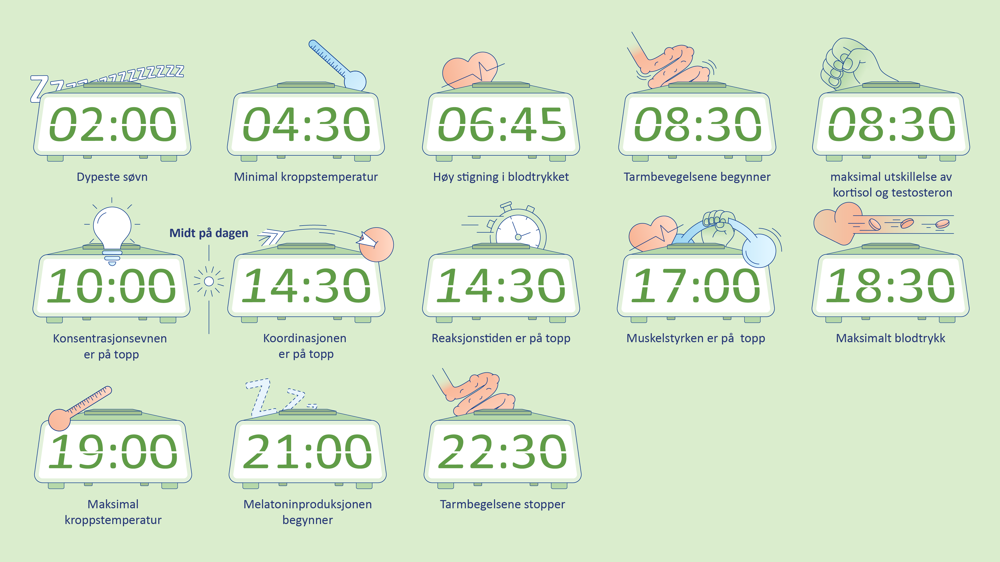 02:00
04:30
06:45
08:30
08:30
Dypeste søvn
Minimal kroppstemperatur
Høy stigning i blodtrykket
Tarmbevegelsene begynner
maksimal utskillelse av
kortisol og testosteron
Midt på dagen
10:00
14:30
14:30
17:00
18:30
Konsentrasjonsevnen
er på topp
Koordinasjonen
er på topp
Reaksjonstiden er på topp
Muskelstyrken er på  topp
Maksimalt blodtrykk
19:00
21:00
22:30
Maksimal
kroppstemperatur
Melatoninproduksjonen
begynner
Tarmbegelsene stopper